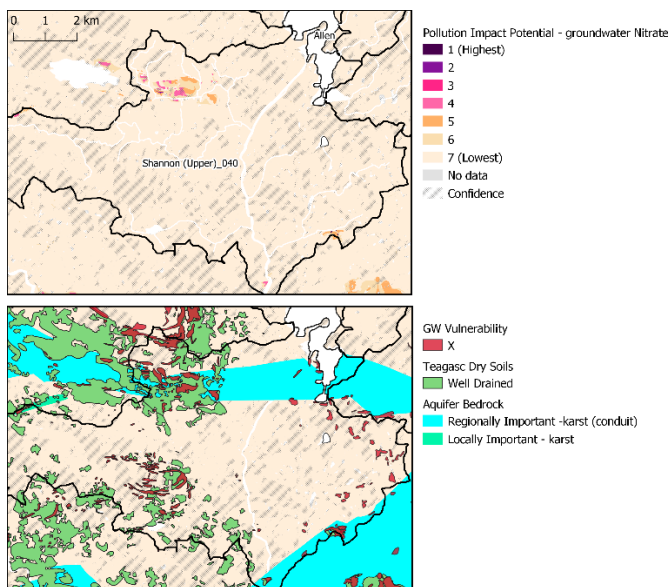 0 1 2 km
Allen
Shannon (Upper)_040
Pollution Impact Potential - groundwater Nitrate
1 (Highest)
2
3
4
5
6
7 (Lowest)
No data
Confidence
GW Vulnerability
X
Teagasc Dry Soils
Well Drained
Aquifer Bedrock
Regionally Important -karst (conduit)
Locally Important - karst